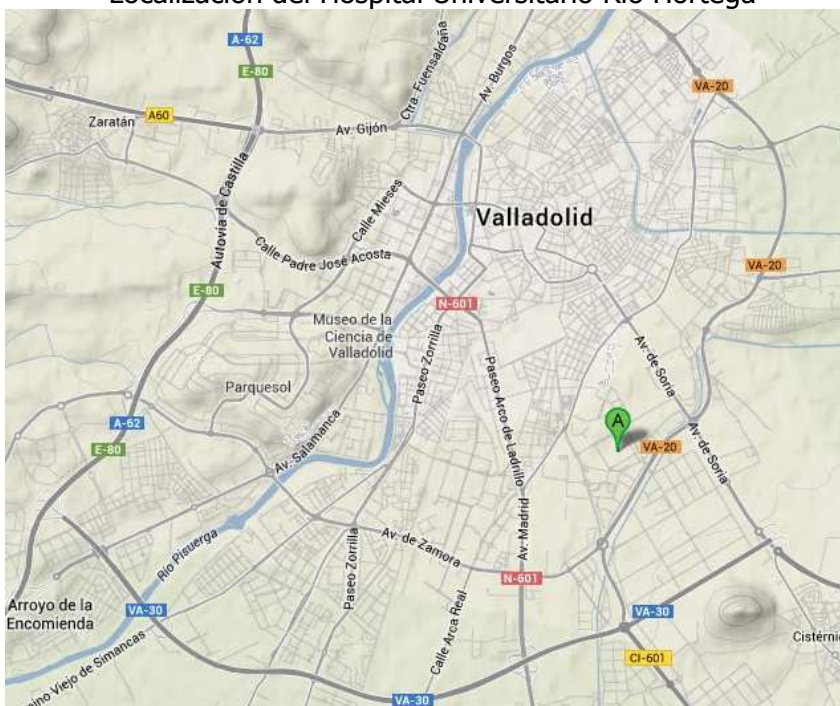 Localización del Hospital Universitario Río Hortega
A-62
E-80
Ctra. Fuensaldaña
Av. Burgos
VA-20
A60
Zaratán
Av. Gijón
Autovía de Castilla
Calle Mieses
Valladolid
Calle Padre José Acosta
VA-20
E-80
N-601
Museo de la
Ciencia de
Valladolid
Paseo Zorrilla
Paseo Arco de Ladrillo
Av. de Soria
Parquesol
A-62
E-80
Av. Salamanca
A
VA-20
Av. de Soria
Río Pisuerga
Paseo Zorrilla
Av. de Zamora
Av. Madrid
N-601
Arroyo de la
Encomienda
VA-30
Calle Arca Real
VA-30
Viejo de Simancas
CI-601
VA-30